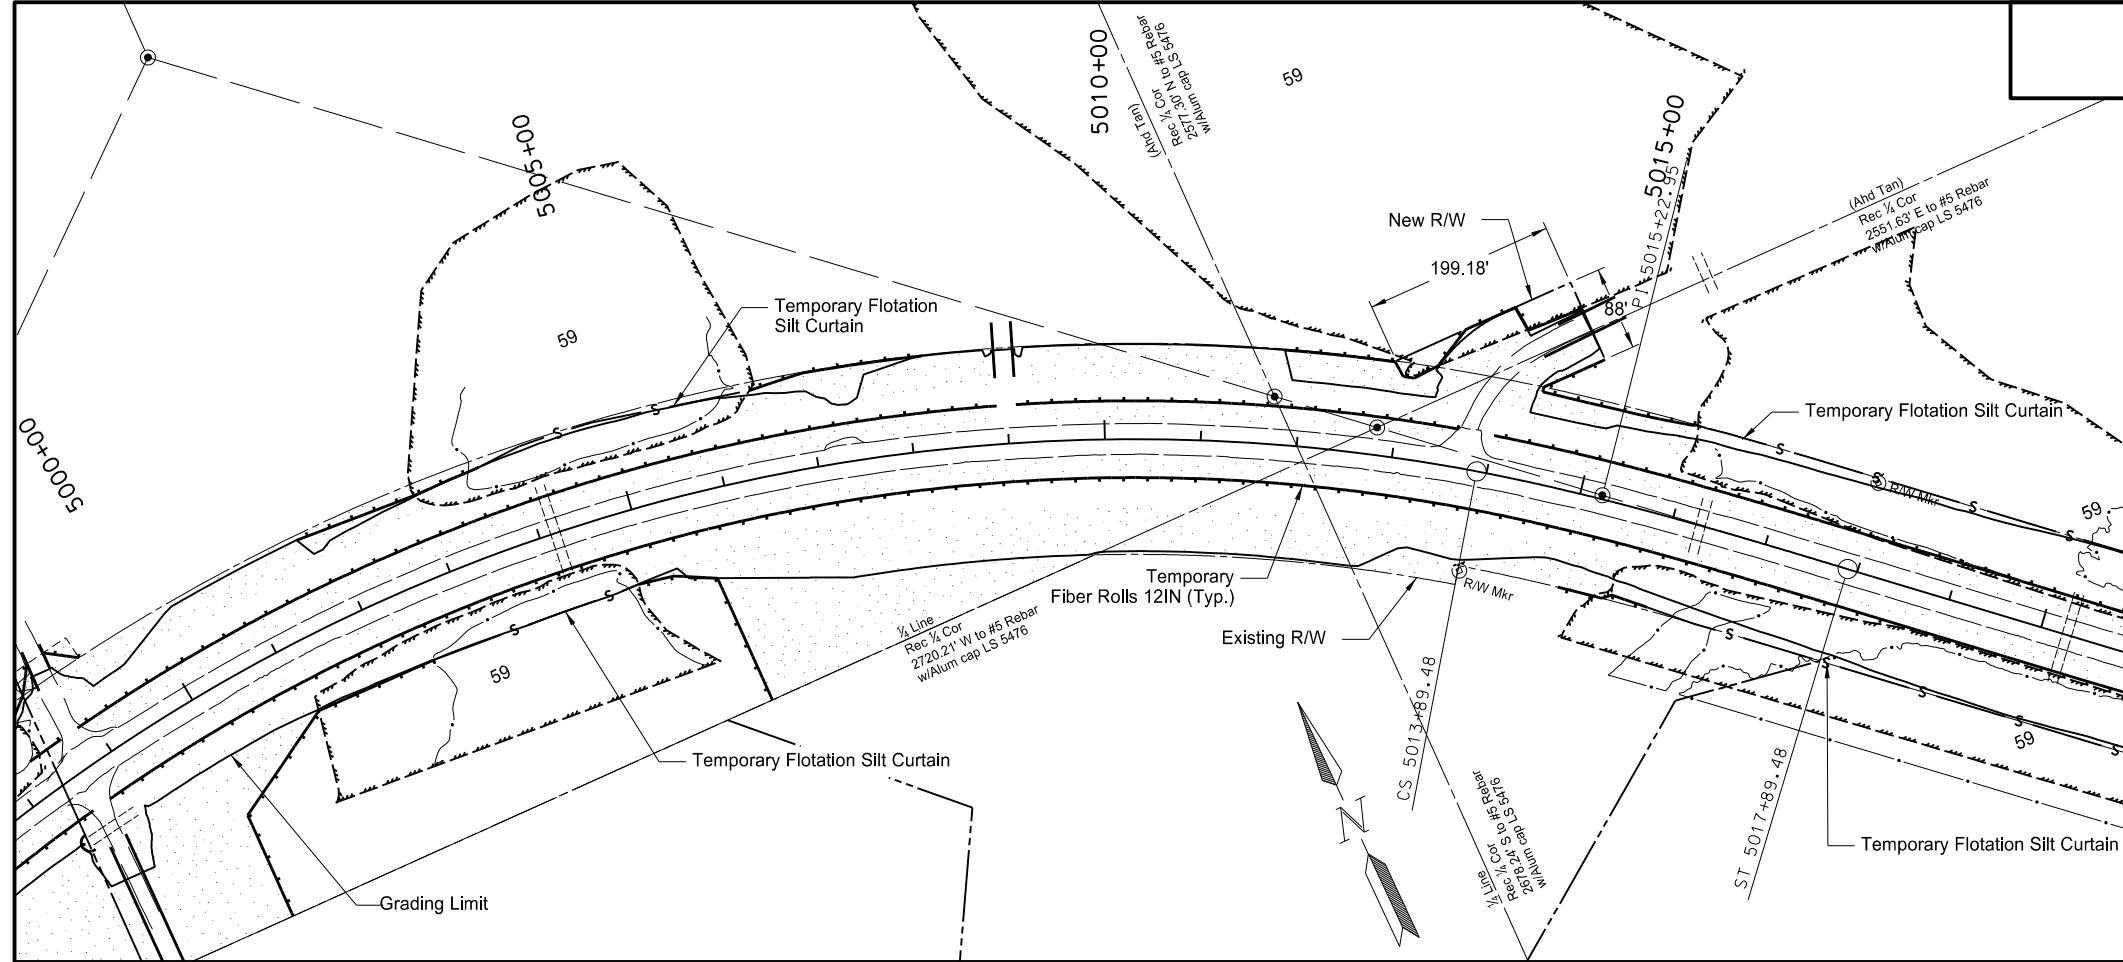 5000+00
5005+00
5010+00
5015+00
(Ahd Tan)
Rec ¼ Cor
2577.30' N to #5 Rebar
w/Alum cap LS 5476
59
New R/W
199.18'
88'
PI 5015+22.95
(Ahd Tan)
Rec ¼ Cor
2551.63' E to #5 Rebar
w/Alum cap LS 5476
Temporary Flotation
Silt Curtain
59
S
S
Temporary Flotation Silt Curtain
S
S
R/W Mkr
S
S
59
Temporary
Fiber Rolls 12IN (Typ.)
R/W Mkr
Existing R/W
¼ Line
Rec ¼ Cor
2720.21' W to #5 Rebar
w/Alum cap LS 5476
S
S
59
Temporary Flotation Silt Curtain
Grading Limit
N
CS 5013+89.48
¼ Line
Rec ¼ Cor
2678.24' S to #5 Rebar
w/Alum cap LS 5476
ST 5017+89.48
S
S
S
S
S
59
Temporary Flotation Silt Curtain